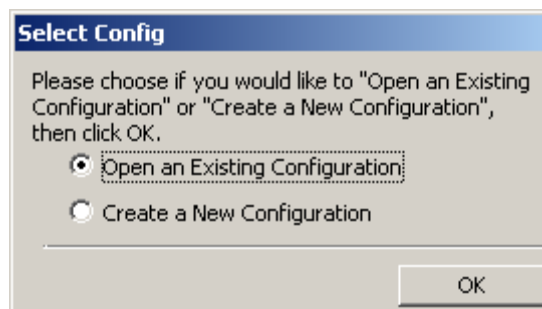 Select Config
Please choose if you would like to "Open an Existing
Configuration" or "Create a New Configuration",
then click OK.
Open an Existing Configuration
Create a New Configuration
OK